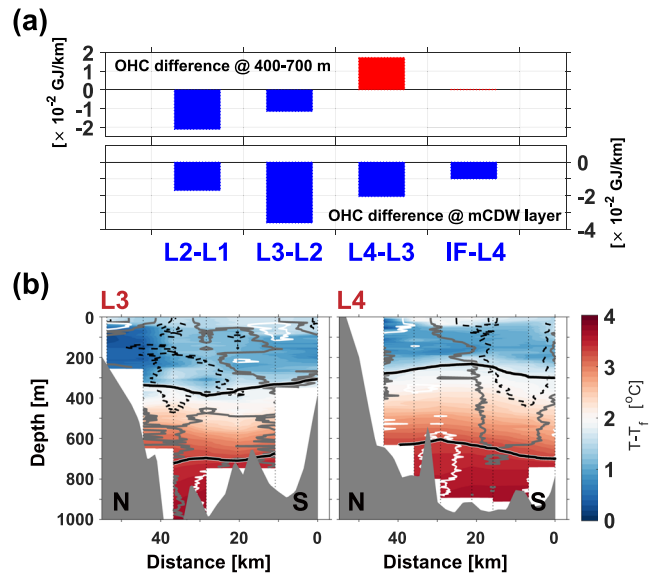 (a)
OHC difference @ 400-700 m
2
1
0
-1
-2
[× 10⁻² GJ/km]
0
-2
-4
[× 10⁻² GJ/km]
OHC difference @ mCDW layer
L2-L1 L3-L2 L4-L3 IF-L4
(b)
L3 L4
0
200
400
600
800
1000
Depth [m]
N S N S
40 20 0 40 20 0
Distance [km] Distance [km]
4
3
2
1
0
T-T_f [°C]